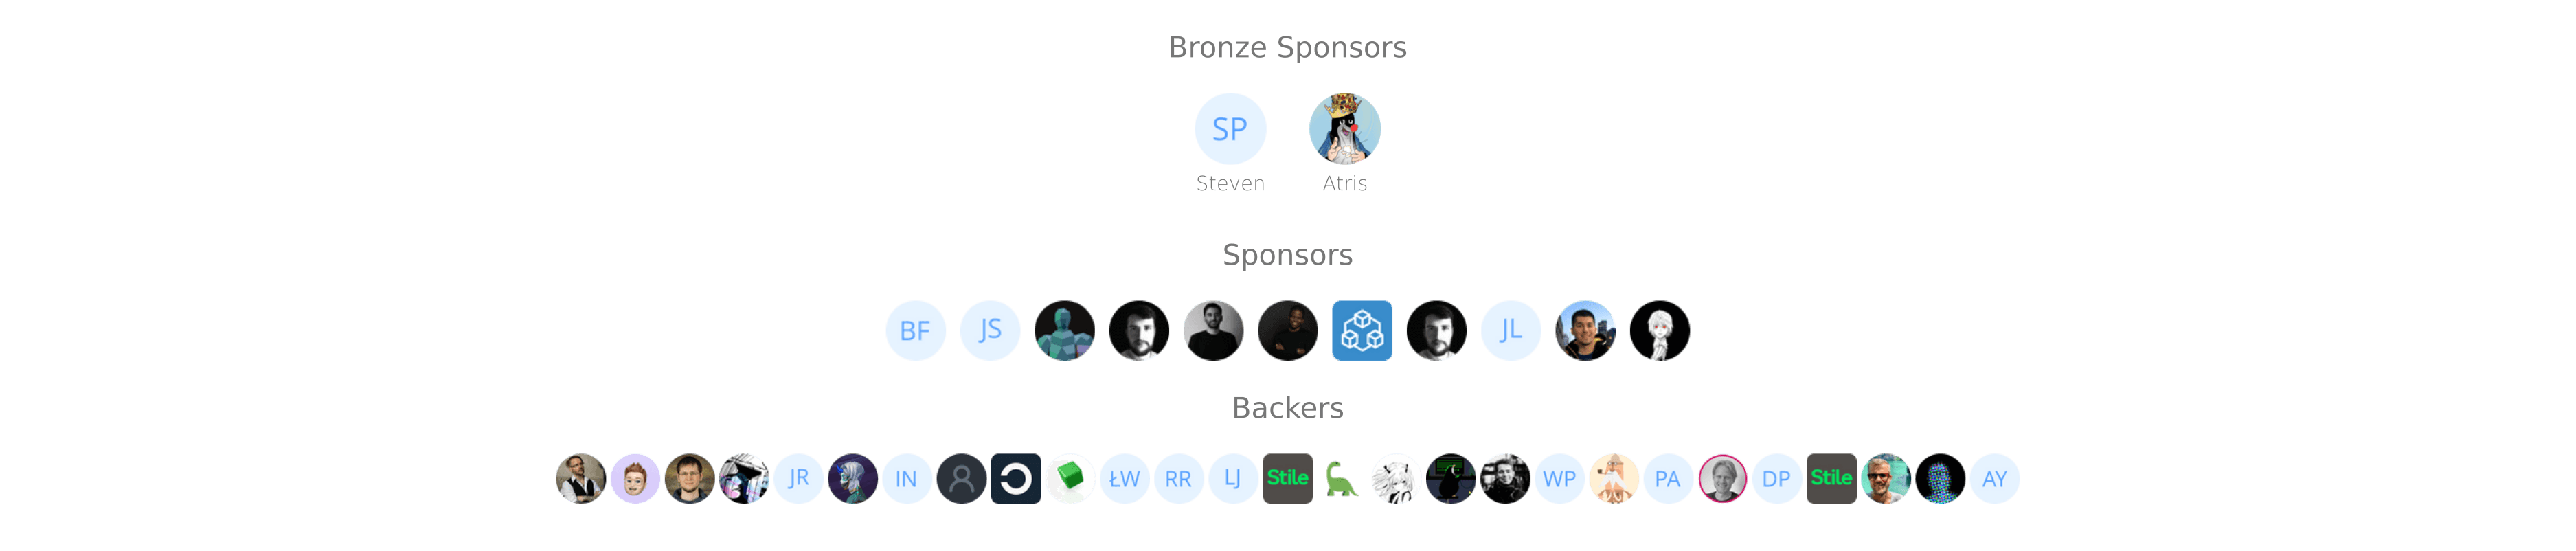 Bronze Sponsors
SP
Steven Atris
Sponsors
BF JS JL
Backers
JR IN ŁW RR LJ Stile WP PA DP Stile AY